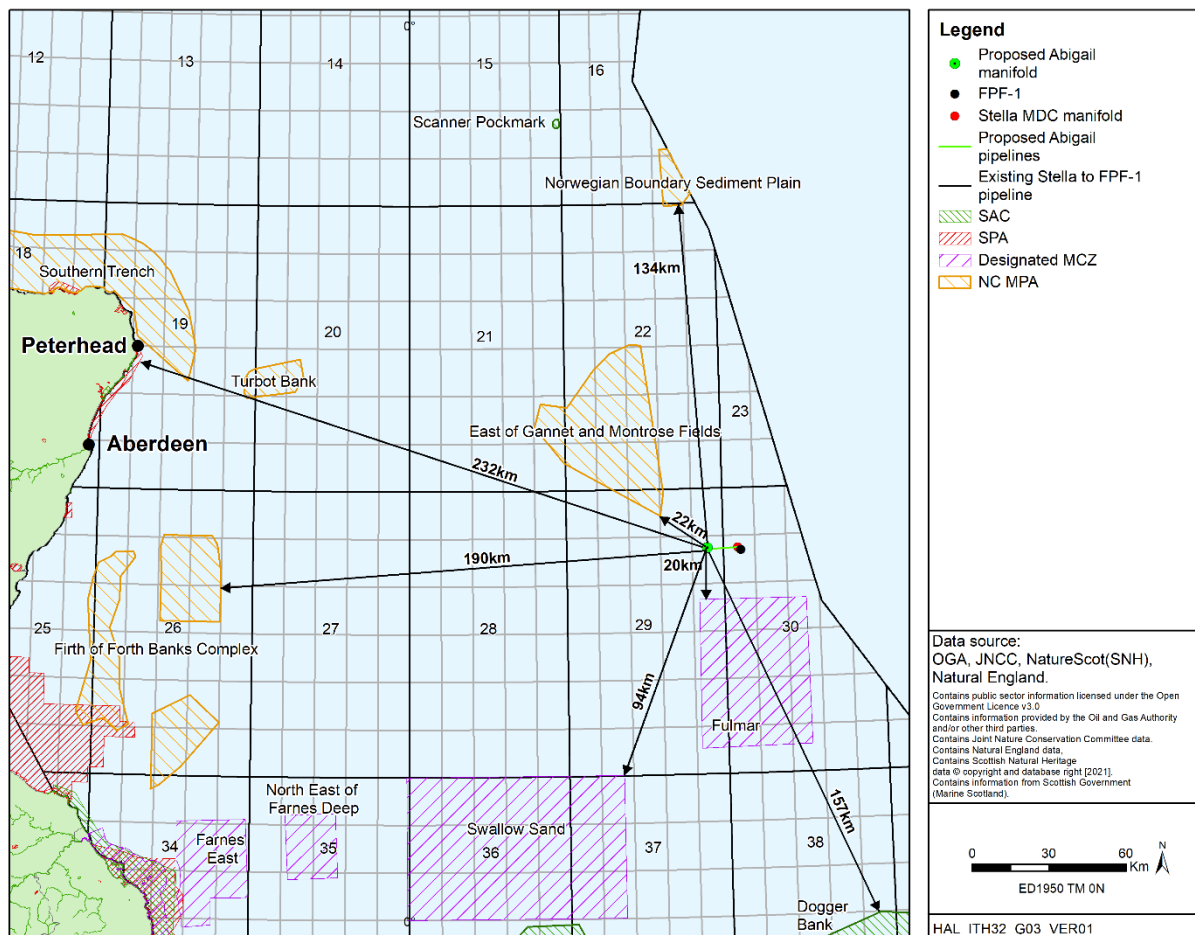 0°
12
13
14
15
16
Scanner Pockmark
Norwegian Boundary Sediment Plain
18
Southern Trench
134km
19
20
21
22
Peterhead
Turbot Bank
23
East of Gannet and Montrose Fields
Aberdeen
232km
22km
190km
20km
25
26
27
28
29
30
Firth of Forth Banks Complex
94km
Fulmar
North East of
Farnes Deep
157km
34
Farnes
East
35
Swallow Sand
36
37
38
Dogger
Bank
0°
Legend
Proposed Abigail
manifold
FPF-1
Stella MDC manifold
Proposed Abigail
pipelines
Existing Stella to FPF-1
pipeline
SAC
SPA
Designated MCZ
NC MPA
Data source:
OGA, JNCC, NatureScot(SNH),
Natural England.
Contains public sector information licensed under the Open
Government Licence v3.0
Contains information provided by the Oil and Gas Authority
and/or other third parties.
Contains Joint Nature Conservation Committee data.
Contains Natural England data,
Contains Scottish Natural Heritage
data © copyright and database right [2021].
Contains information from Scottish Government
(Marine Scotland).
0 30 60
Km
N
ED1950 TM 0N
HAL_ITH32_G03_VER01